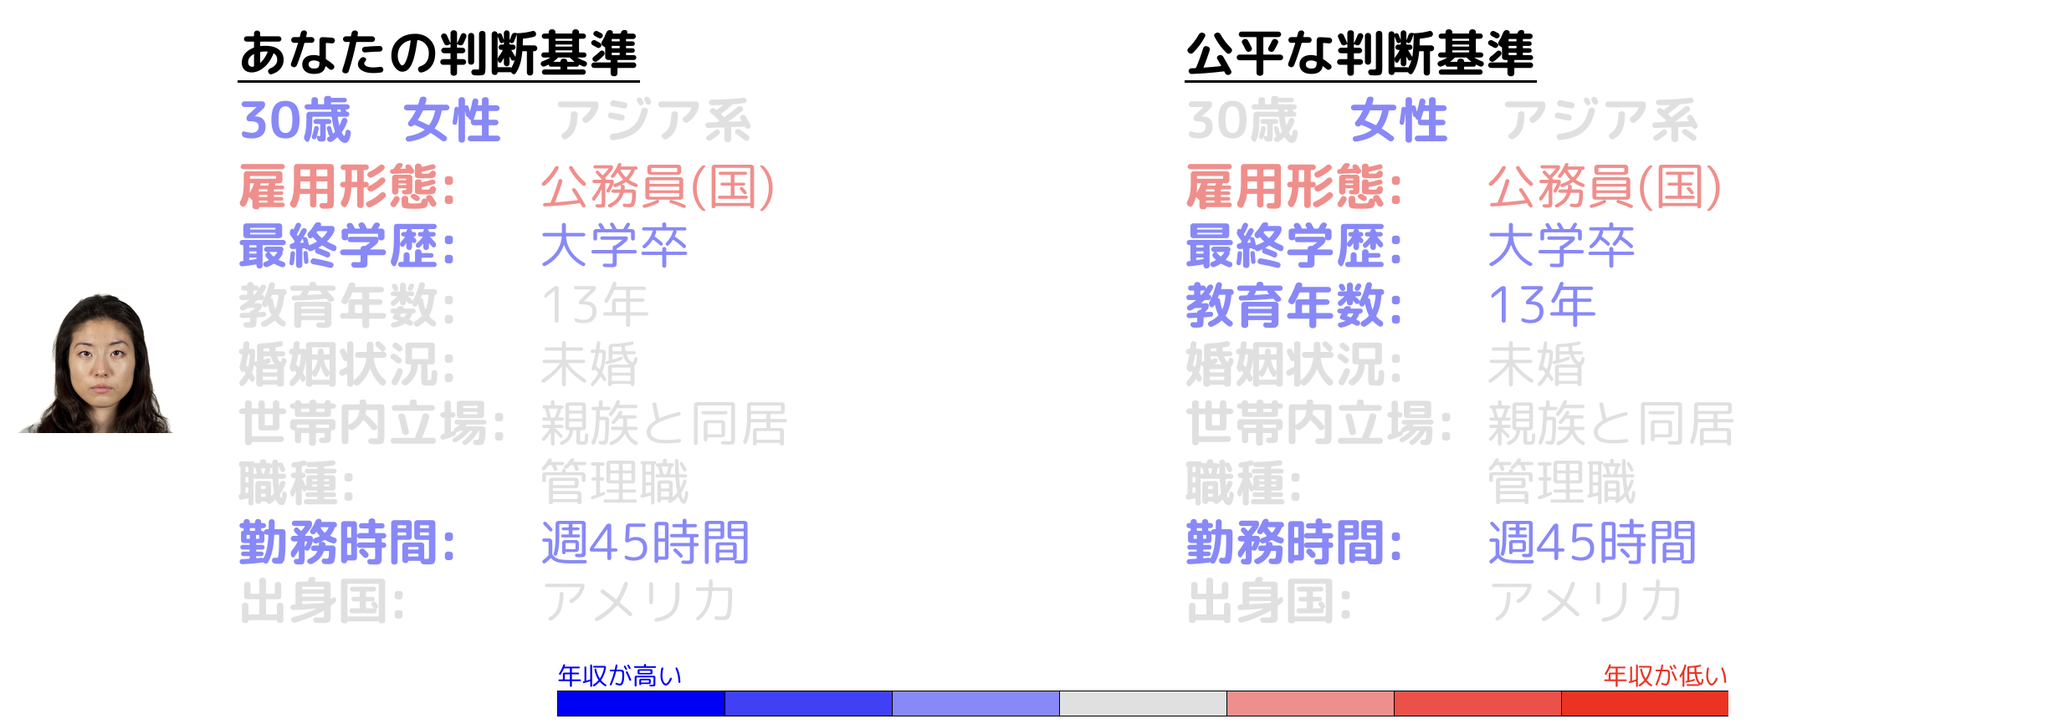 あなたの判断基準
30歳 女性 アジア系
雇用形態: 公務員(国)
最終学歴: 大学卒
教育年数: 13年
婚姻状況: 未婚
世帯内立場: 親族と同居
職種: 管理職
勤務時間: 週45時間
出身国: アメリカ
公平な判断基準
30歳 女性 アジア系
雇用形態: 公務員(国)
最終学歴: 大学卒
教育年数: 13年
婚姻状況: 未婚
世帯内立場: 親族と同居
職種: 管理職
勤務時間: 週45時間
出身国: アメリカ
年収が高い
年収が低い